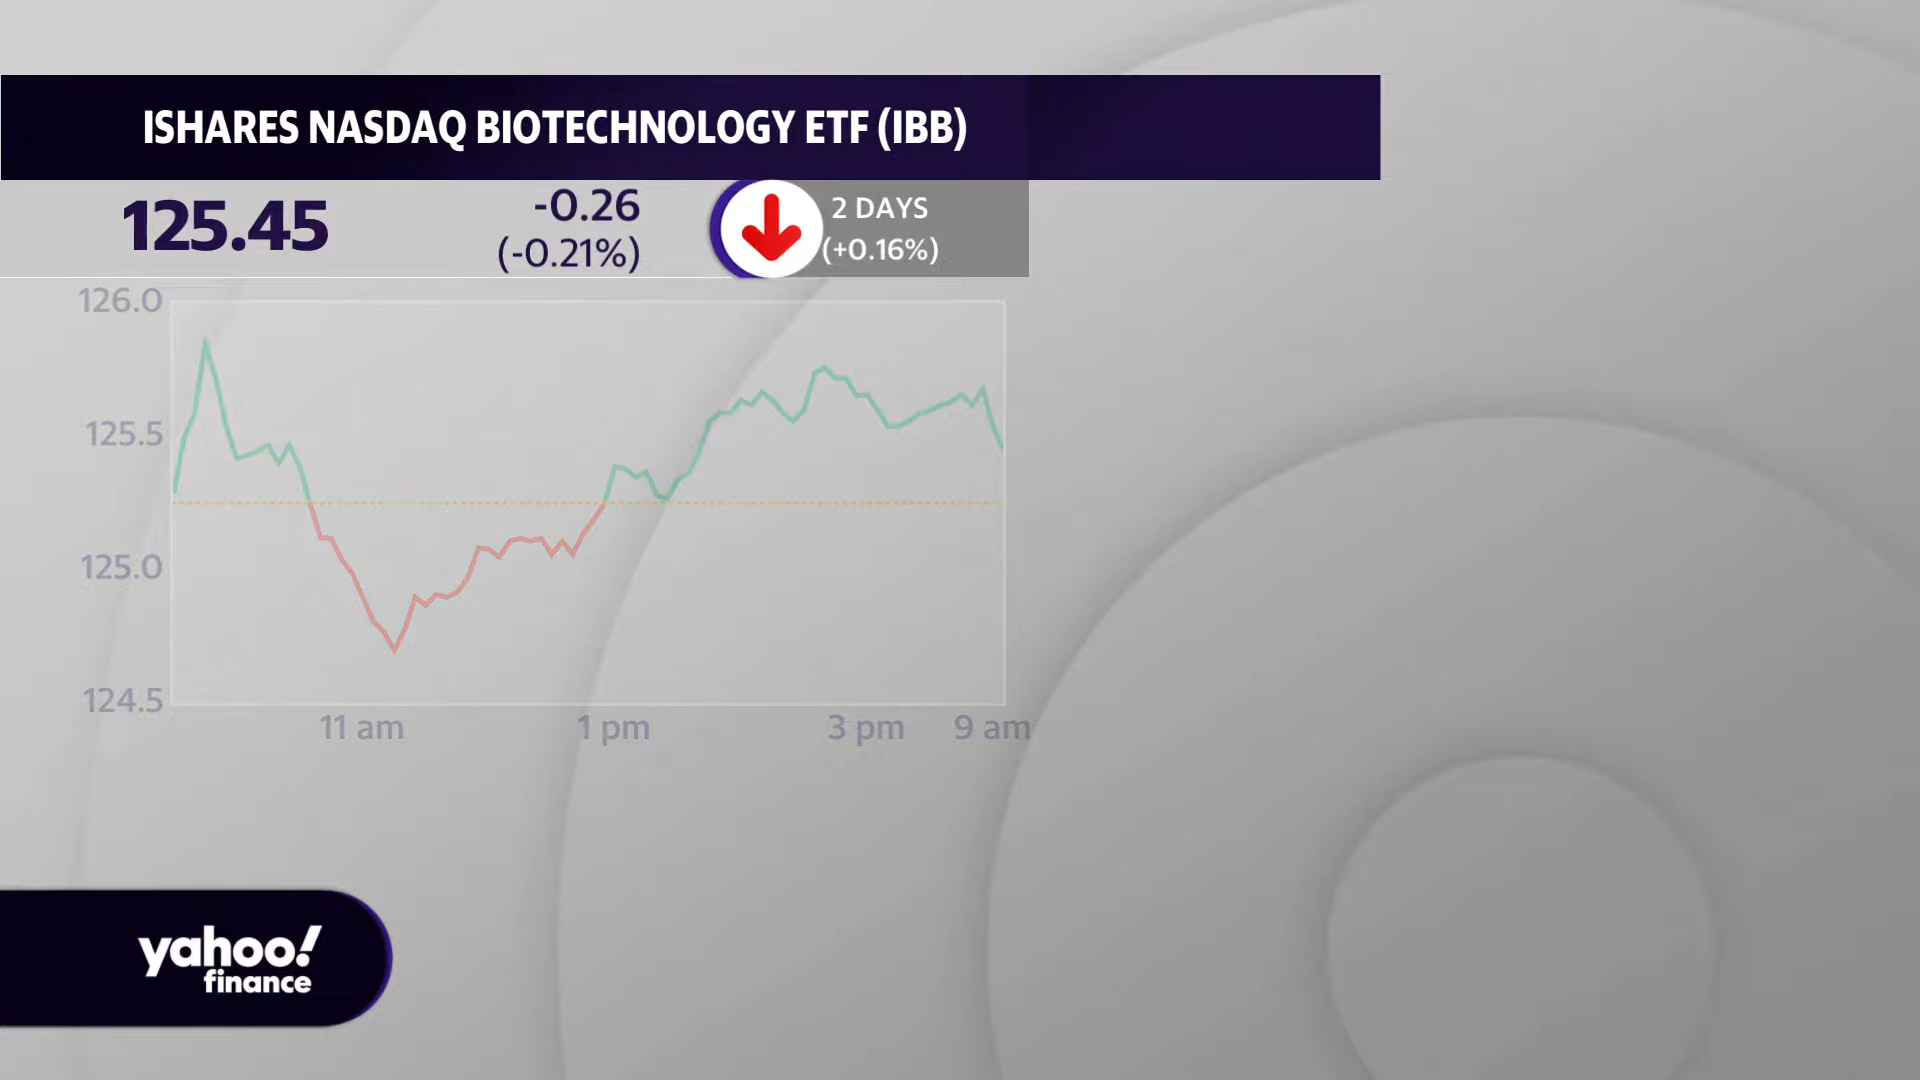 ISHARES NASDAQ BIOTECHNOLOGY ETF (IBB)
125.45
-0.26
(-0.21%)
2 DAYS
(+0.16%)
126.0
125.5
125.0
124.5
11 am
1 pm
3 pm
9 am
yahoo!
finance